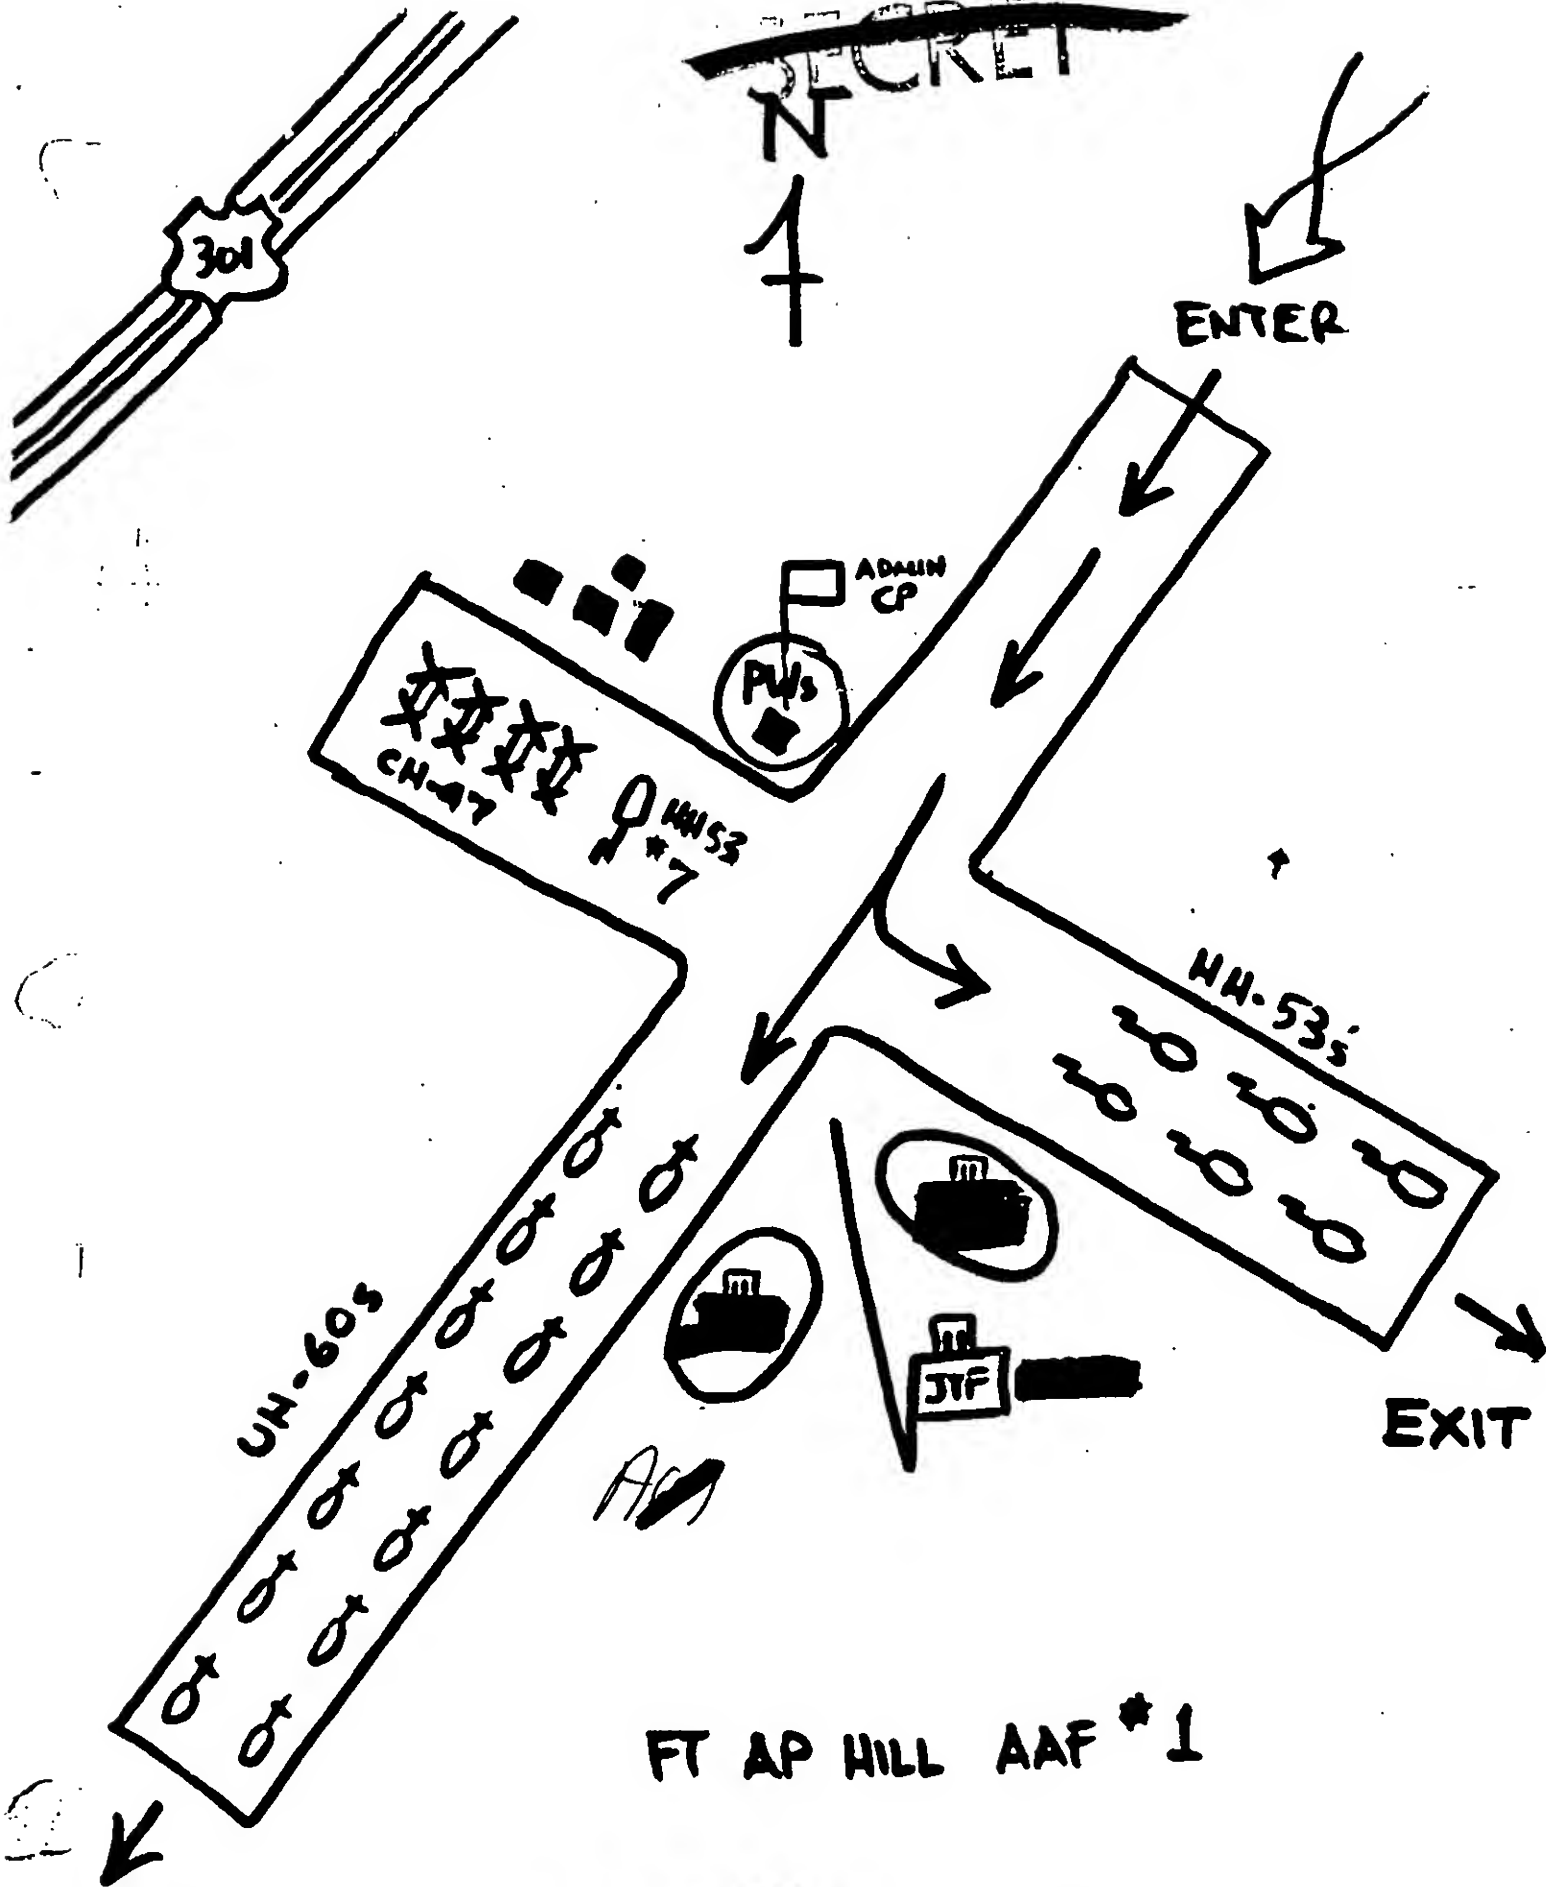 SECRET
N
301
ENTER
ADMIN
CP
PWs
CH-47
HH53
#7
HH-53's
UH-60s
JTF
EXIT
FT AP HILL AAF #1